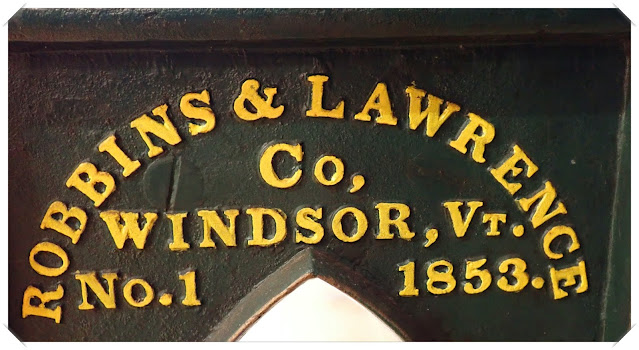 ROBBINS & LAWRENCE
Co,
WINDSOR, VT.
No. 1 1853.